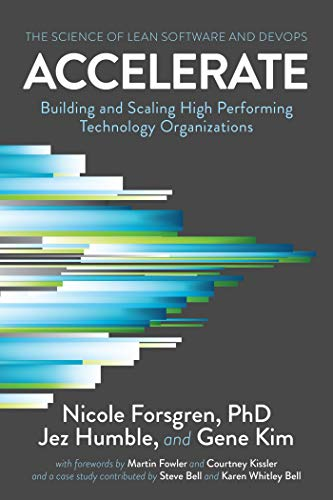 THE SCIENCE OF LEAN SOFTWARE AND DEVOPS
ACCELERATE
Building and Scaling High Performing
Technology Organizations
Nicole Forsgren, PhD
Jez Humble, and Gene Kim
with forewords by Martin Fowler and Courtney Kissler
and a case study contributed by Steve Bell and Karen Whitley Bell